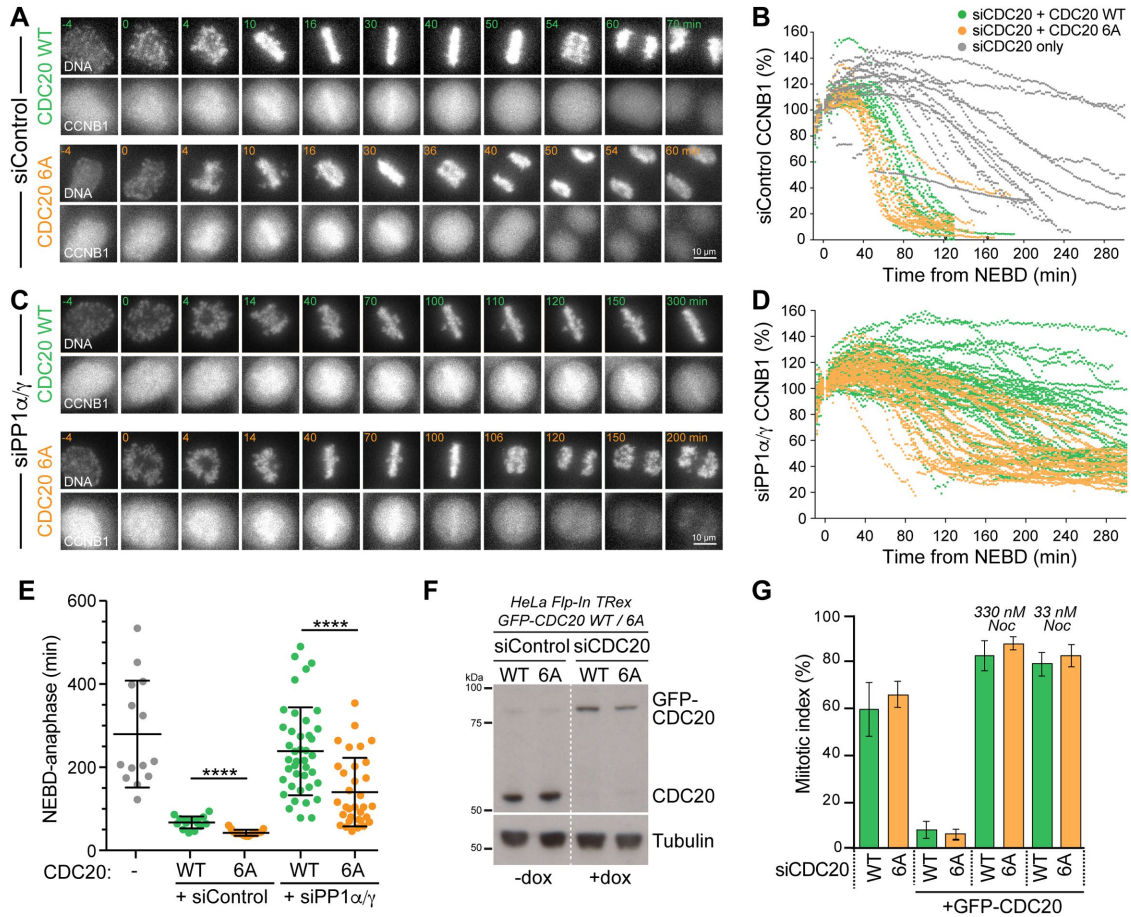 A
siControl
CDC20 WT
-4 0 4 10 16 30 40 50 54 60 70 min
DNA
CCNB1
CDC20 6A
-4 0 4 10 16 30 36 40 50 54 60 min
DNA
CCNB1
10 µm
B
siCDC20 + CDC20 WT
siCDC20 + CDC20 6A
siCDC20 only
siControl CCNB1 (%)
160
140
120
100
80
60
40
20
0
0 40 80 120 160 200 240 280
Time from NEBD (min)
C
siPP1α/γ
CDC20 WT
-4 0 4 14 40 70 100 110 120 150 300 min
DNA
CCNB1
CDC20 6A
-4 0 4 14 40 70 100 106 120 150 200 min
DNA
CCNB1
10 µm
D
siCDC20 + CDC20 WT
siCDC20 + CDC20 6A
siPP1α/γ CCNB1 (%)
160
140
120
100
80
60
40
20
0
0 40 80 120 160 200 240 280
Time from NEBD (min)
E
NEBD-anaphase (min)
600
400
200
0
****
****
CDC20: - WT 6A WT 6A
+ siControl + siPP1α/γ
F
HeLa Flp-In TRex
GFP-CDC20 WT / 6A
siControl siCDC20
WT 6A WT 6A
kDa
100
75
50
50
GFP-
CDC20
CDC20
Tubulin
-dox +dox
G
Miitotic index (%)
100
80
60
40
20
0
330 nM
Noc
33 nM
Noc
siCDC20 WT 6A WT 6A WT 6A WT 6A
+GFP-CDC20